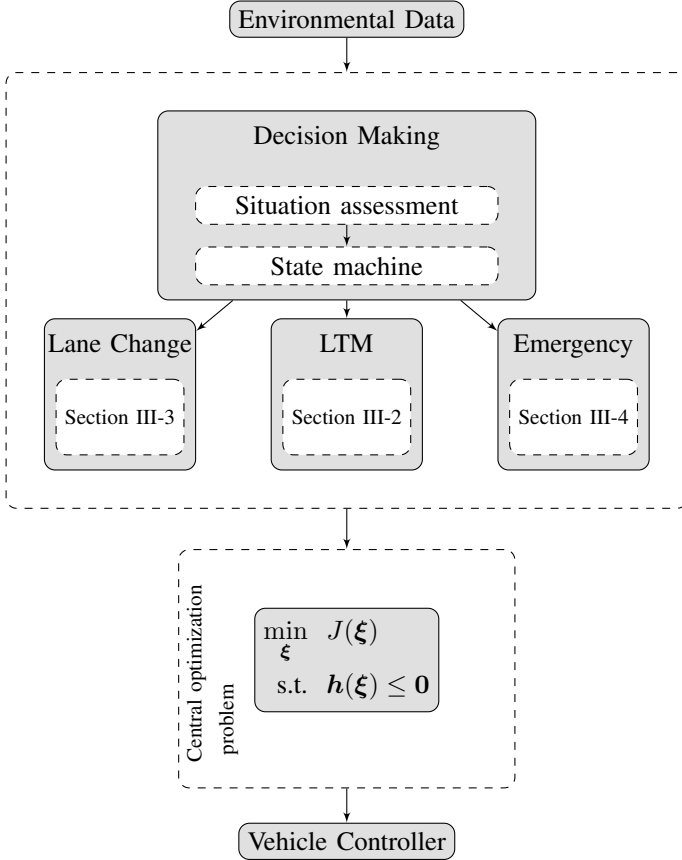 Environmental Data
Decision Making
Situation assessment
State machine
Lane Change
LTM
Emergency
Section III-3
Section III-2
Section III-4
Central optimization
problem
min J(ξ)
ξ
s.t. h(ξ) ≤ 0
Vehicle Controller